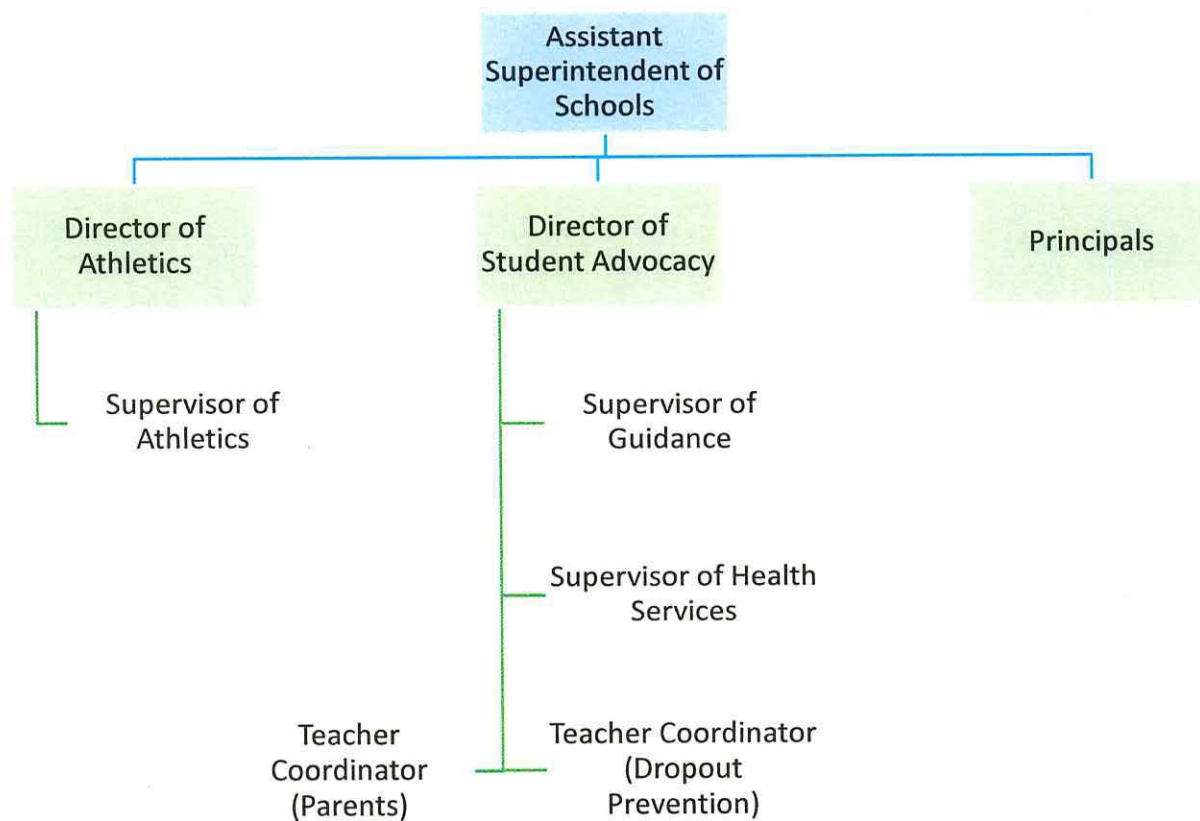 Assistant
Superintendent of
Schools
Director of
Athletics
Director of
Student Advocacy
Principals
Supervisor of
Athletics
Supervisor of
Guidance
Supervisor of Health
Services
Teacher
Coordinator
(Parents)
Teacher Coordinator
(Dropout
Prevention)